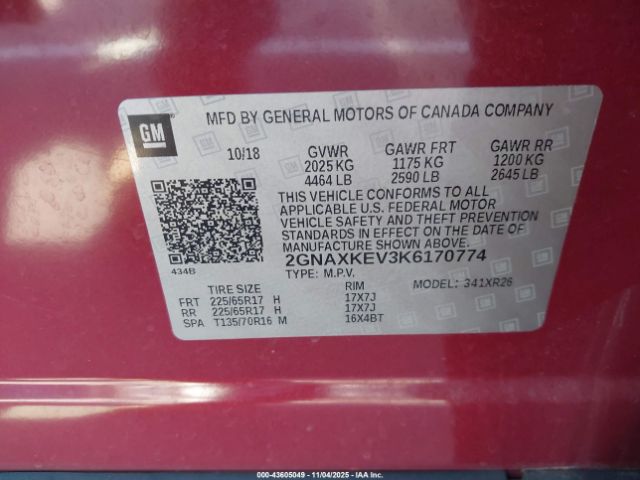 GM
MFD BY GENERAL MOTORS OF CANADA COMPANY
10/18 GVWR GAWR FRT GAWR RR
2025 KG 1175 KG 1200 KG
4464 LB 2590 LB 2645 LB
THIS VEHICLE CONFORMS TO ALL
APPLICABLE U.S. FEDERAL MOTOR
VEHICLE SAFETY AND THEFT PREVENTION
STANDARDS IN EFFECT ON THE DATE OF
MANUFACTURE SHOWN ABOVE.
434B
2GNAXKEV3K6170774
TYPE: M.P.V. MODEL: 341XR26
TIRE SIZE RIM
FRT 225/65R17 H 17X7J
RR 225/65R17 H 17X7J
SPA T135/70R16 M 16X4BT
000-43605049 - 11/04/2025 - IAA Inc.